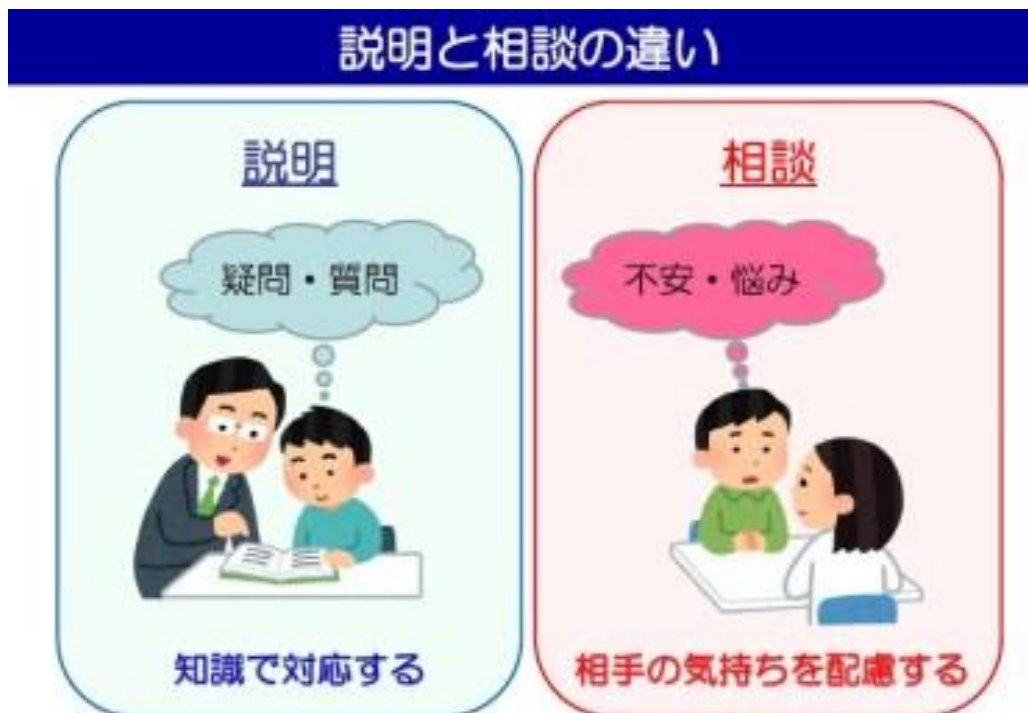 説明と相談の違い
説明
疑問・質問
知識で対応する
相談
不安・悩み
相手の気持ちを配慮する